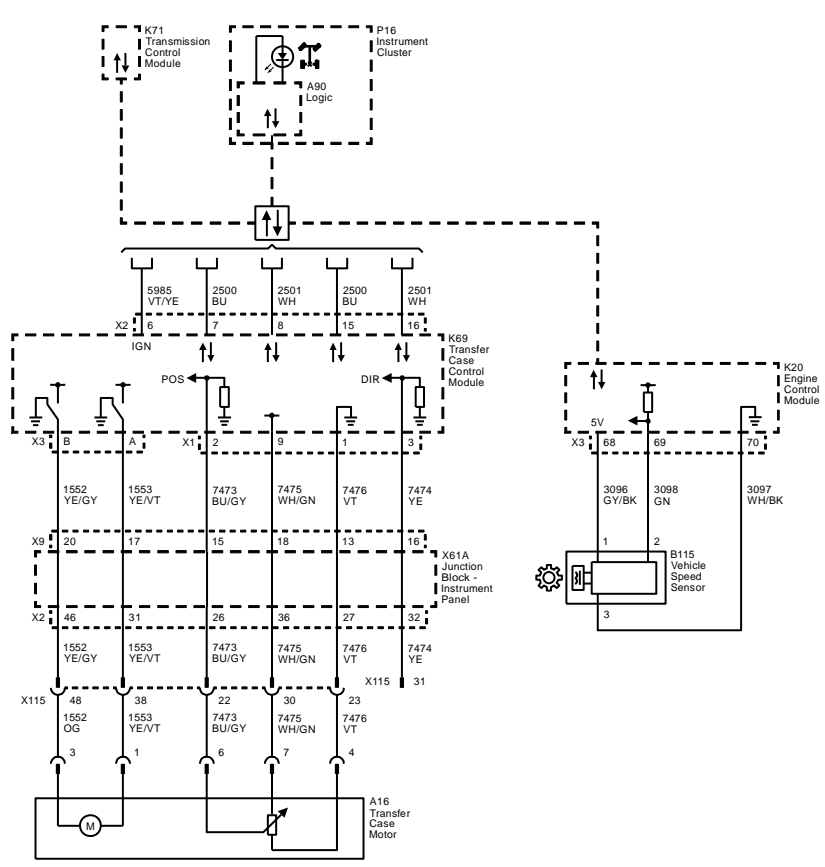 K71
Transmission
Control
Module
P16
Instrument
Cluster
A90
Logic
5985
VT/YE
2500
BU
2501
WH
2500
BU
2501
WH
X2 6 7 8 15 16
IGN
K69
Transfer
Case
Control
Module
POS
DIR
K20
Engine
Control
Module
5V
X3 B A X1 2 9 1 3
X3 68 69 70
1552
YE/GY
1553
YE/VT
7473
BU/GY
7475
WH/GN
7476
VT
7474
YE
3096
GY/BK
3098
GN
3097
WH/BK
X9 20 17 15 18 13 16
1 2
X61A
Junction
Block -
Instrument
Panel
B115
Vehicle
Speed
Sensor
3
X2 46 31 26 36 27 32
1552
YE/GY
1553
YE/VT
7473
BU/GY
7475
WH/GN
7476
VT
7474
YE
X115 31
X115 48 38 22 30 23
1552
OG
1553
YE/VT
7473
BU/GY
7475
WH/GN
7476
VT
3 1 6 7 4
A16
Transfer
Case
Motor
M